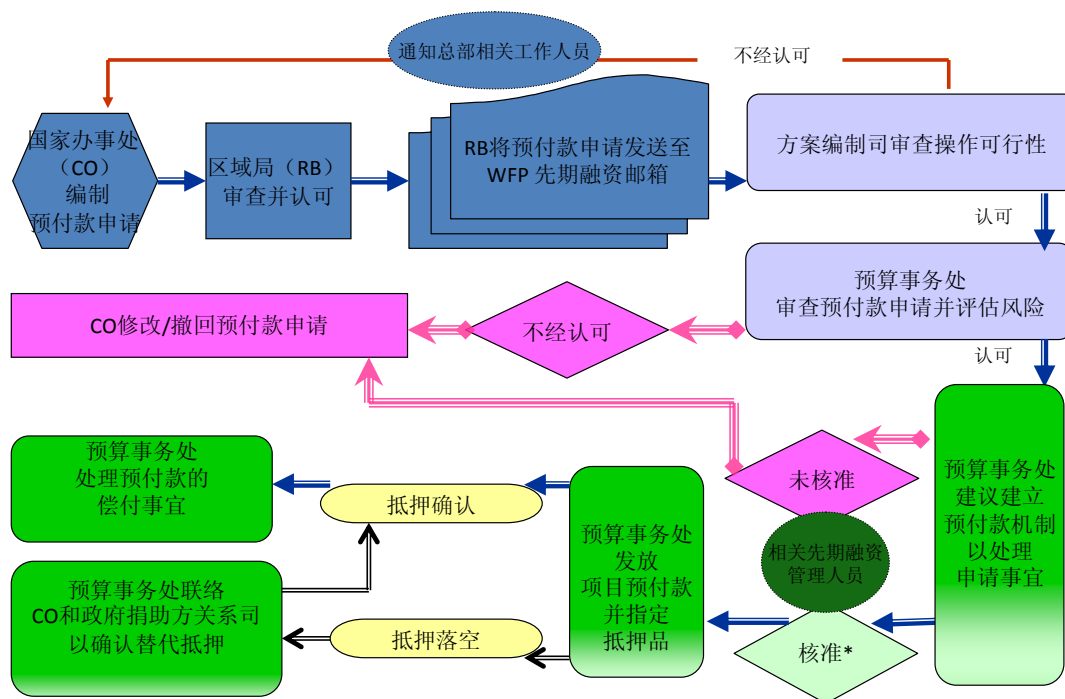 通知总部相关工作人员
不经认可
国家办事处
（CO）
编制
预付款申请
区域局（RB）
审查并认可
RB将预付款申请发送至
WFP 先期融资邮箱
方案编制司审查操作可行性
认可
预算事务处
审查预付款申请并评估风险
CO修改/撤回预付款申请
不经认可
认可
预算事务处
处理预付款的
偿付事宜
抵押确认
预算事务处
发放
项目预付款
并指定
抵押品
未核准
相关先期融资
管理人员
核准*
预算事务处
建议建立
预付款机制
以处理
申请事宜
预算事务处联络
CO和政府捐助方关系司
以确认替代抵押
抵押落空